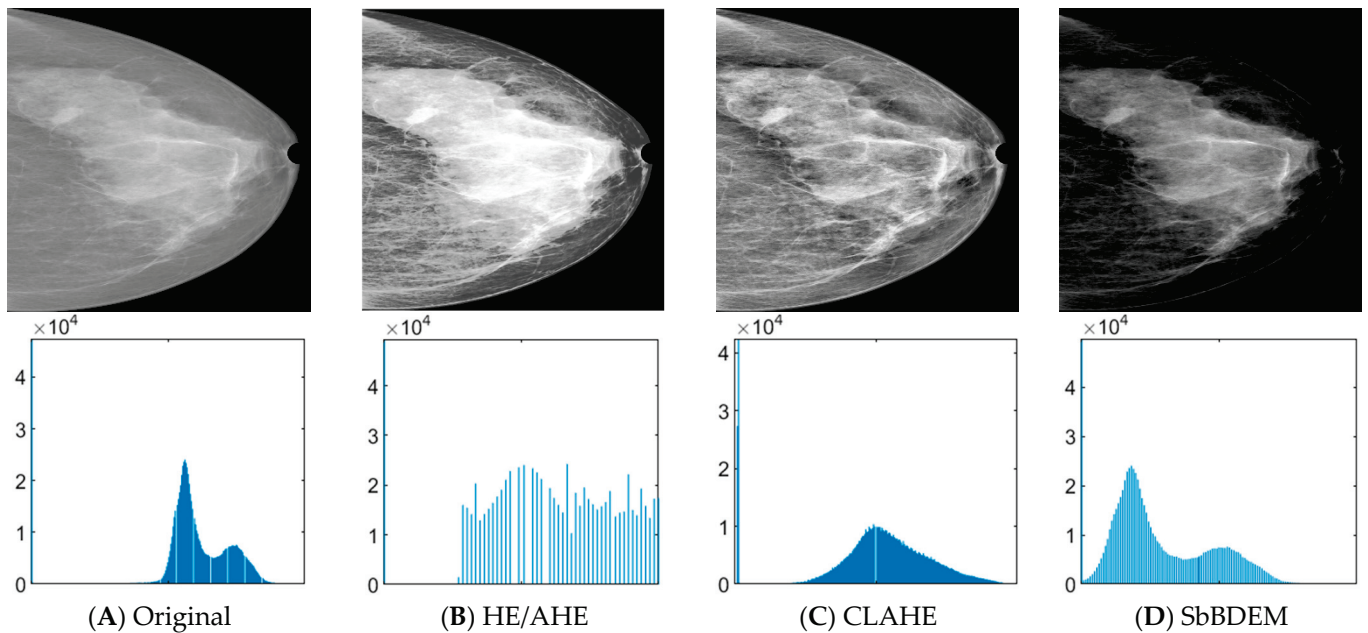 ×10⁴ ×10⁴ ×10⁴ ×10⁴
4 4 4 4
3 3 3 3
2 2 2 2
1 1 1 1
0 0 0 0
(A) Original (B) HE/AHE (C) CLAHE (D) SbBDEM